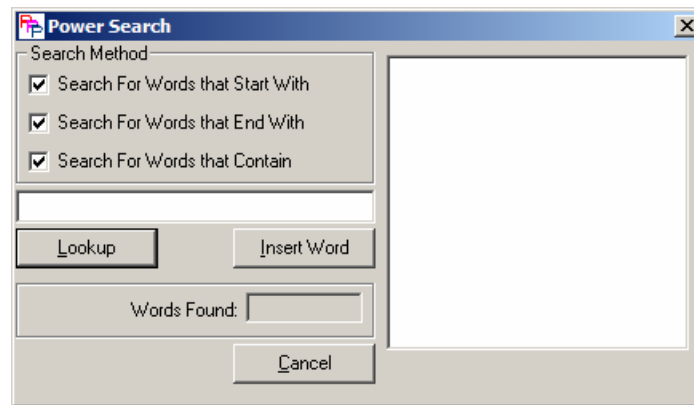 Power Search
Search Method
Search For Words that Start With
Search For Words that End With
Search For Words that Contain
Lookup
Insert Word
Words Found:
Cancel